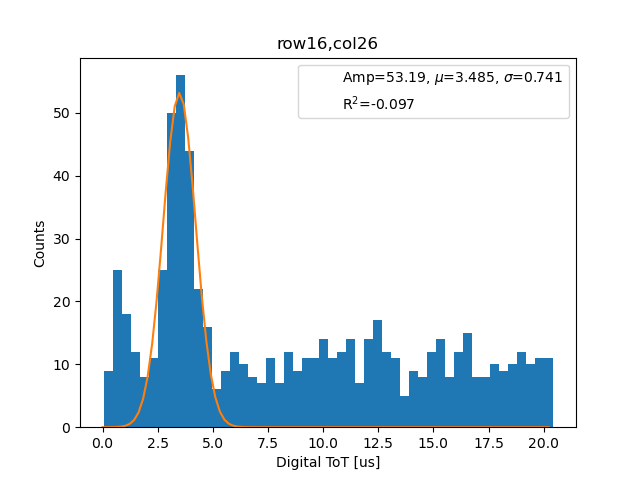 row16,col26
Amp=53.19, μ=3.485, σ=0.741
R²=-0.097
Counts
50
40
30
20
10
0
0.0 2.5 5.0 7.5 10.0 12.5 15.0 17.5 20.0
Digital ToT [us]